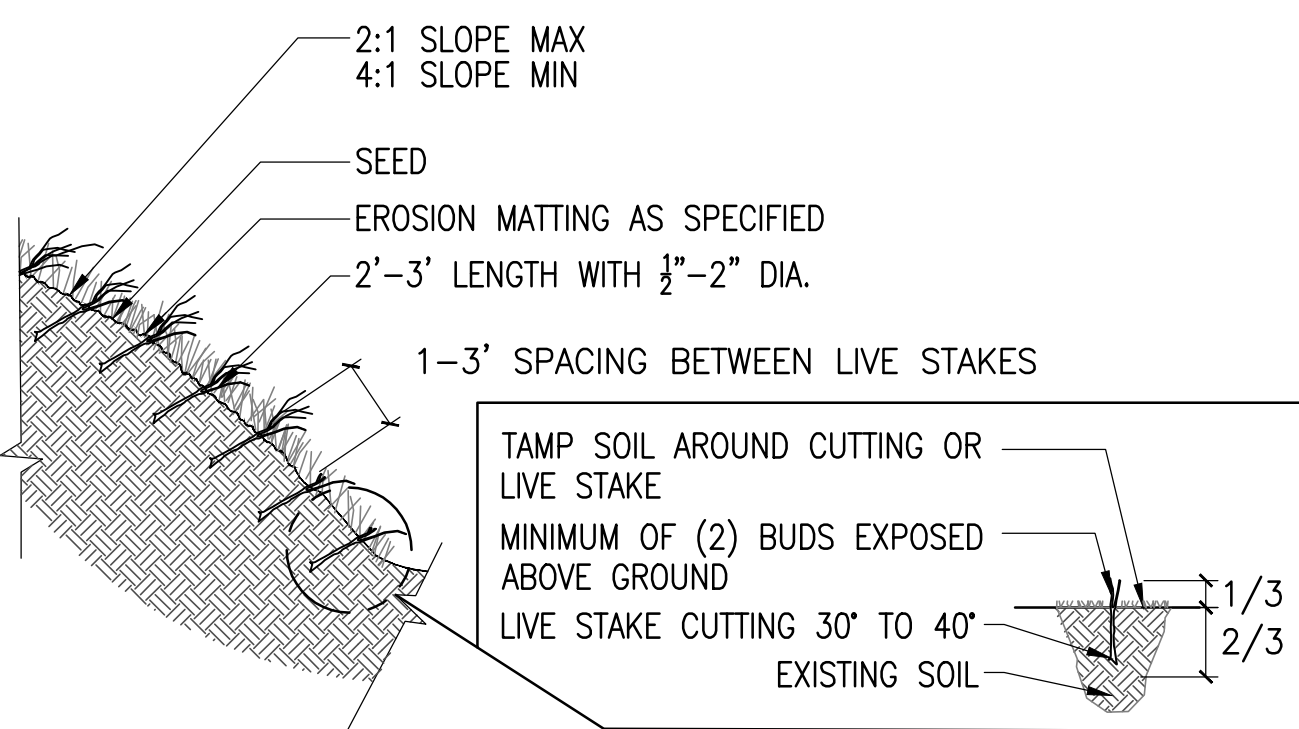 2:1 SLOPE MAX
4:1 SLOPE MIN
SEED
EROSION MATTING AS SPECIFIED
2'-3' LENGTH WITH ½"-2" DIA.
1-3' SPACING BETWEEN LIVE STAKES
TAMP SOIL AROUND CUTTING OR
LIVE STAKE
MINIMUM OF (2) BUDS EXPOSED
ABOVE GROUND
LIVE STAKE CUTTING 30° TO 40°
EXISTING SOIL
1/3
2/3